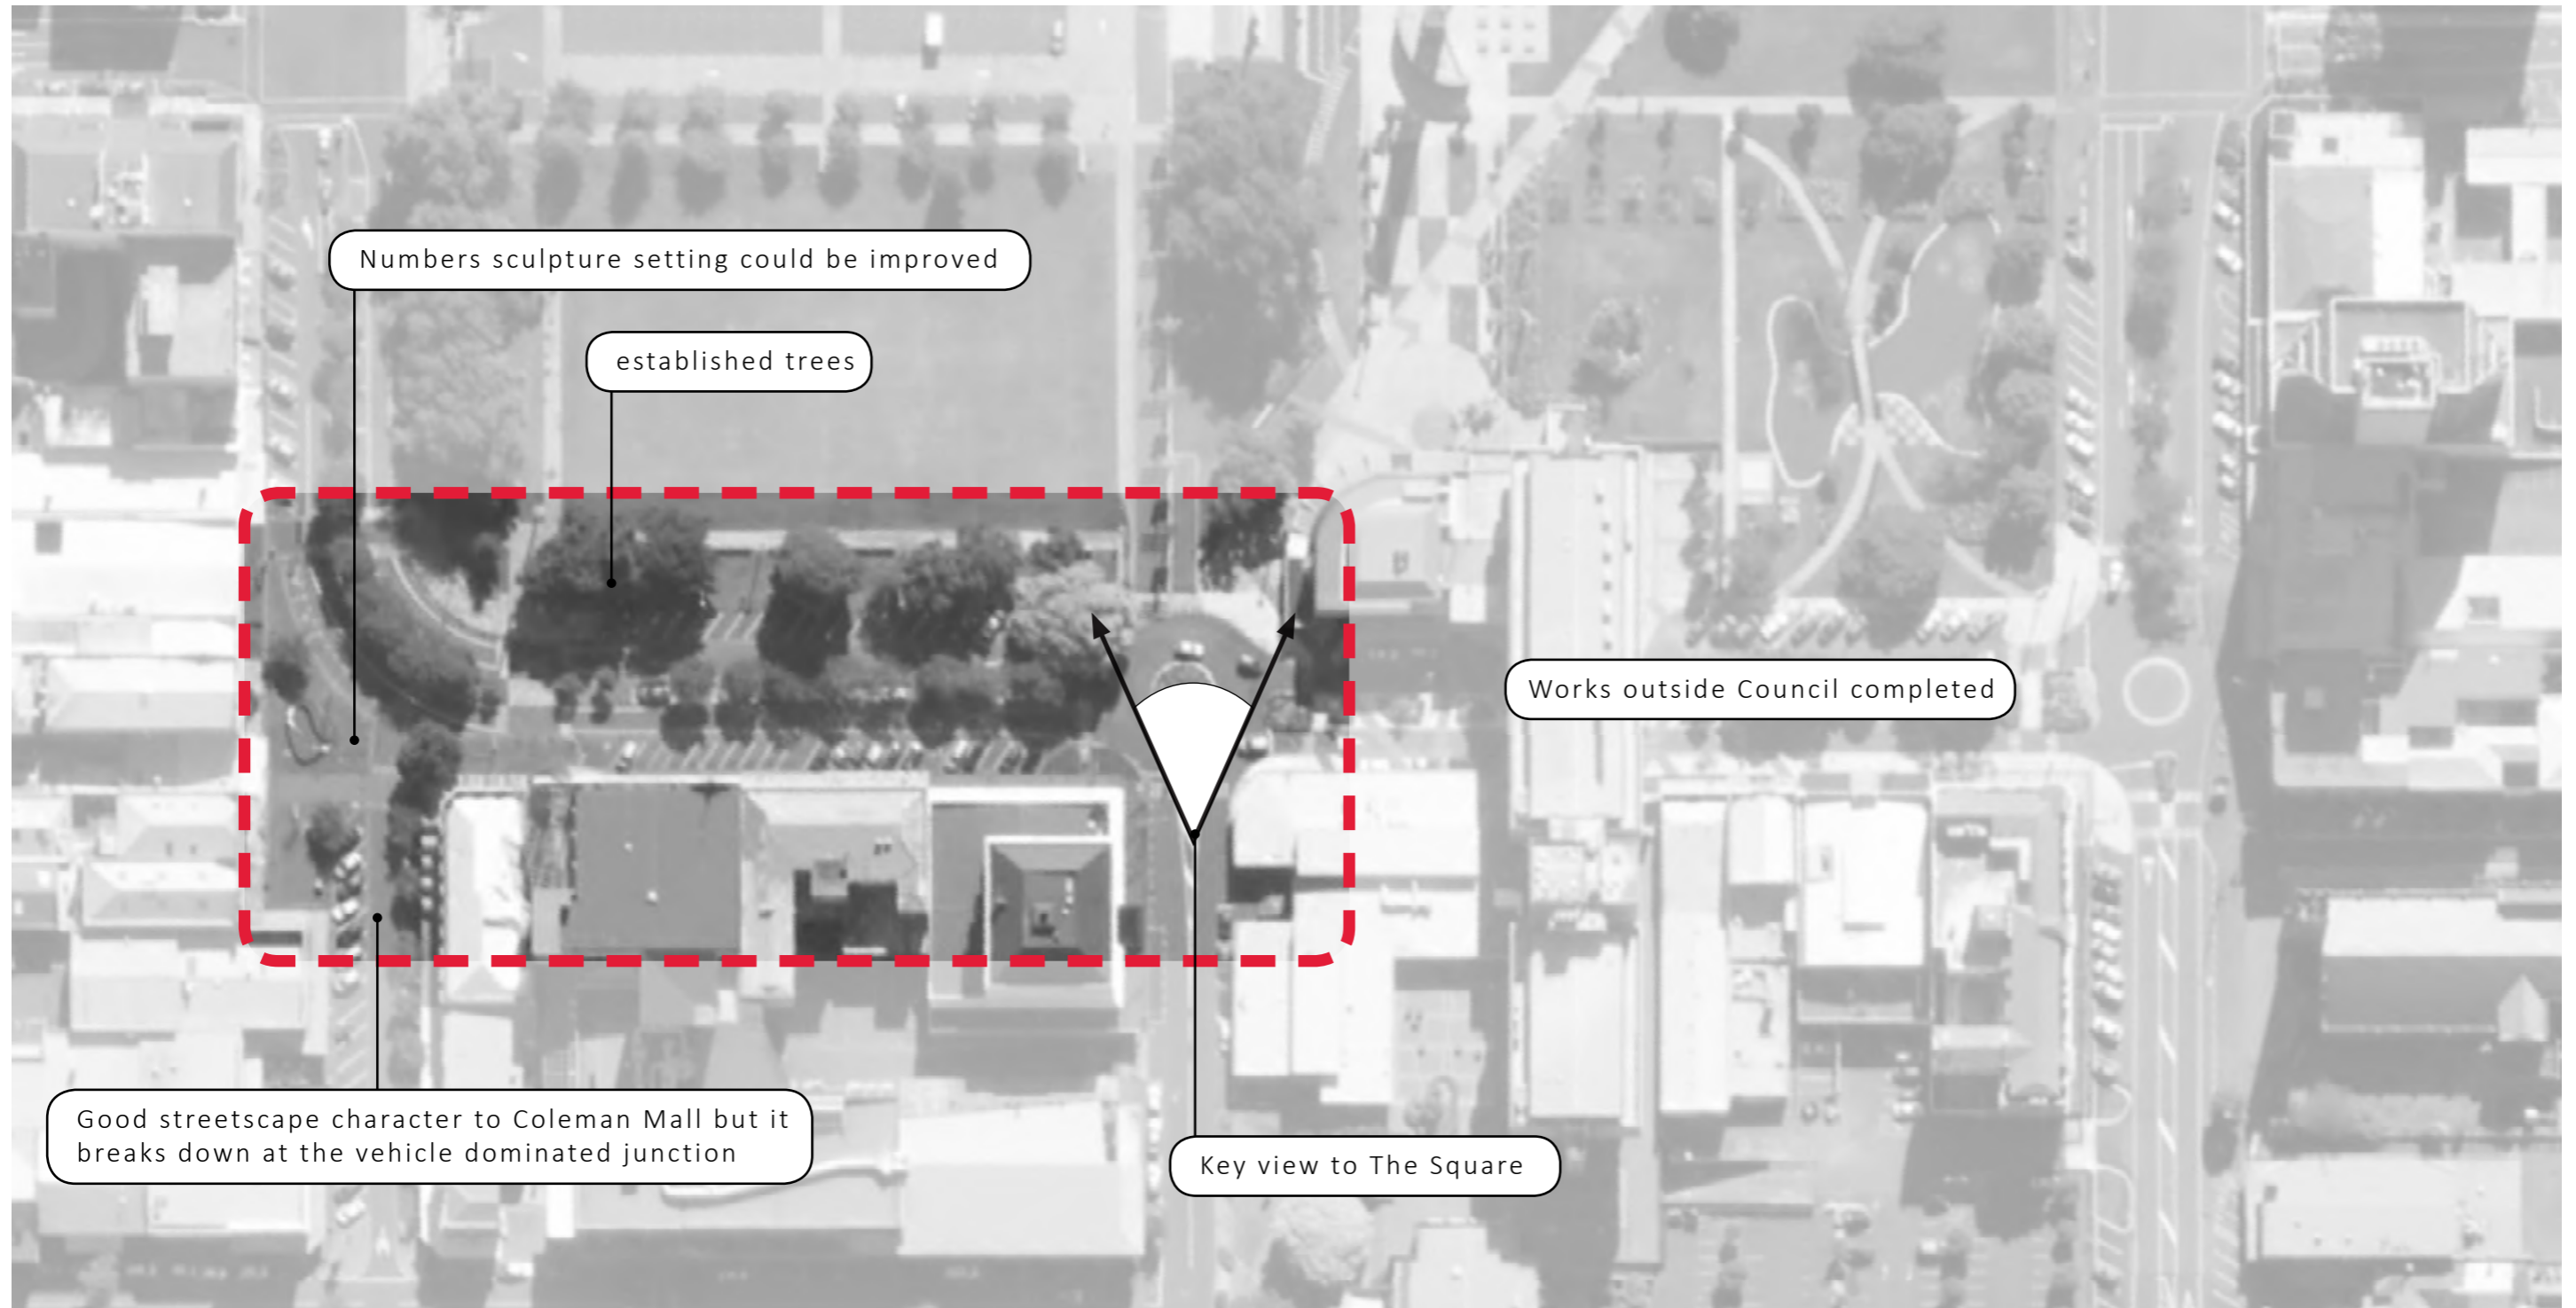 Numbers sculpture setting could be improved
established trees
Works outside Council completed
Good streetscape character to Coleman Mall but it
breaks down at the vehicle dominated junction
Key view to The Square